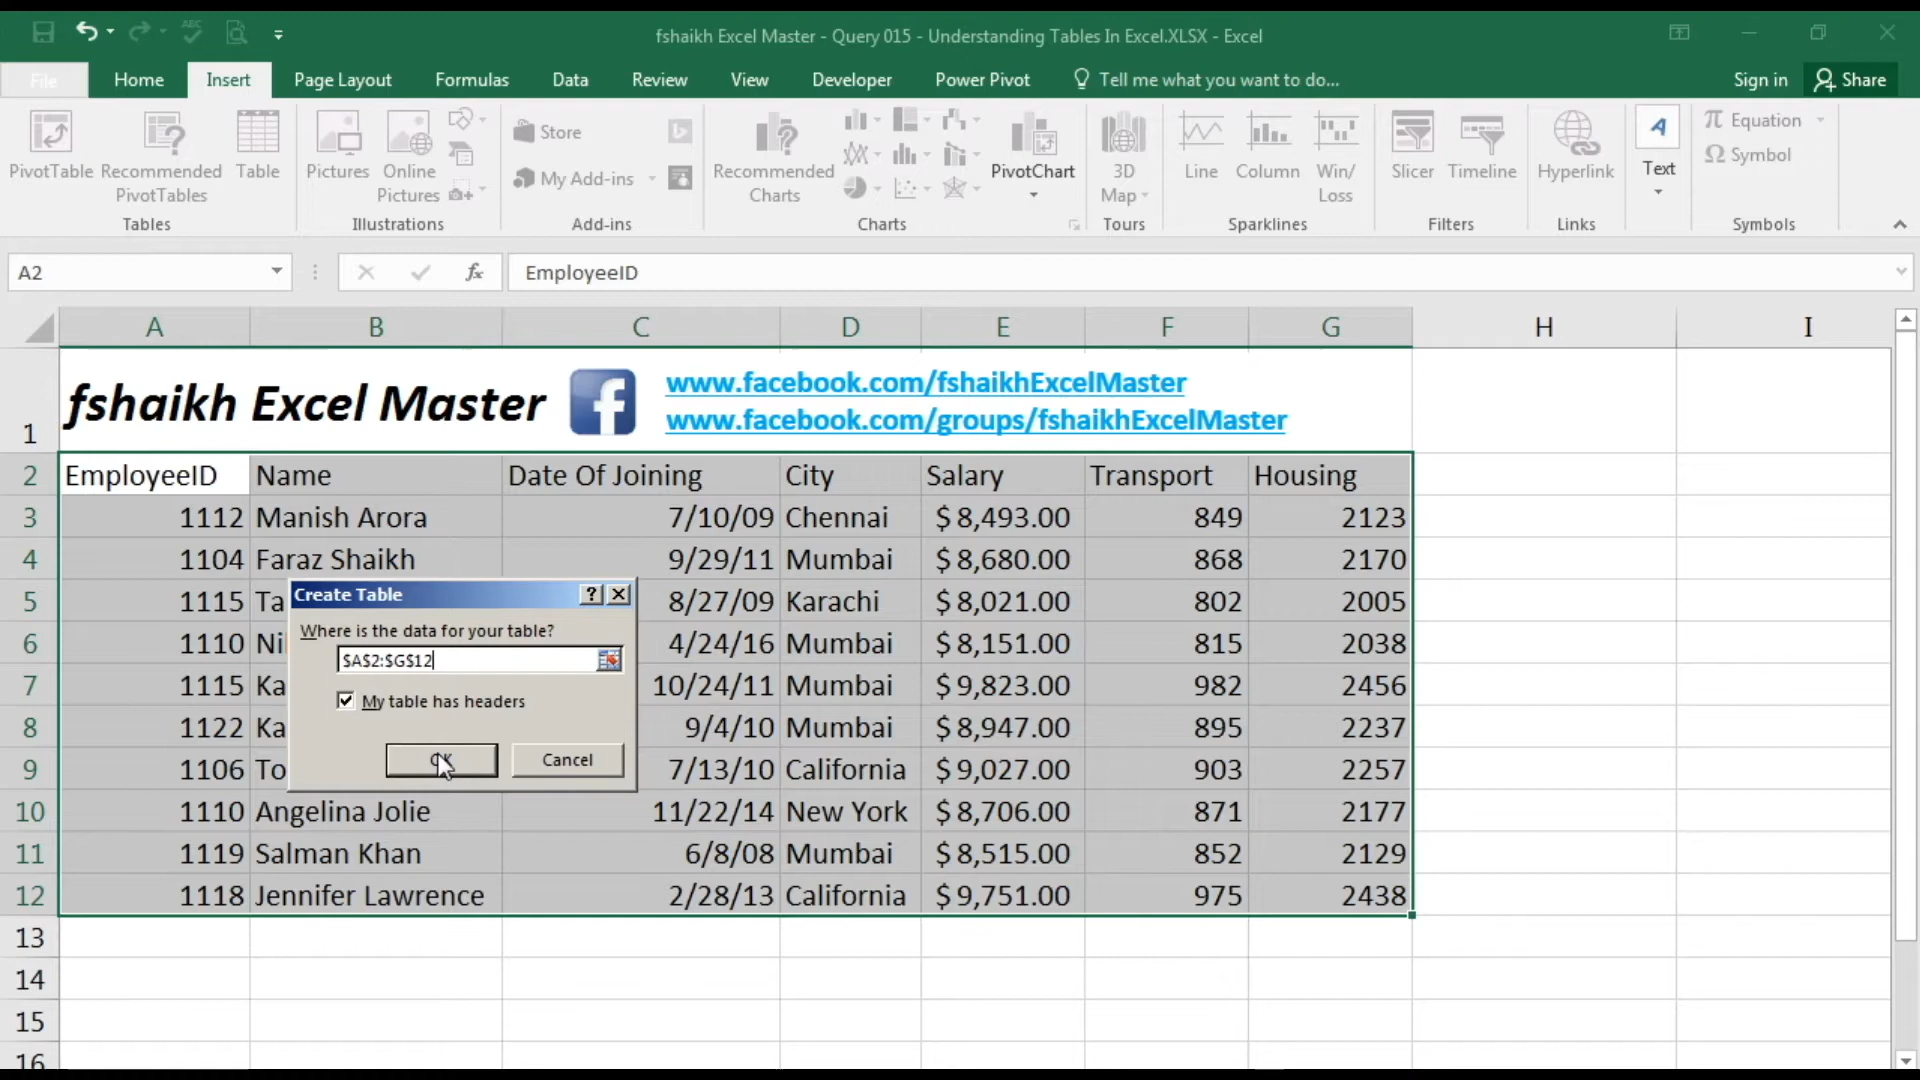 fshaikh Excel Master - Query 015 - Understanding Tables In Excel.XLSX - Excel
File Home Insert Page Layout Formulas Data Review View Developer Power Pivot Tell me what you want to do... Sign in Share
PivotTable Recommended PivotTables Table
Tables
Pictures Online Pictures
Illustrations
Store
My Add-ins
Add-ins
Recommended Charts
PivotChart
Charts
3D Map
Tours
Line Column Win/ Loss
Sparklines
Slicer Timeline
Filters
Hyperlink
Links
A
Text
π Equation
Ω Symbol
Symbols
A2 fx EmployeeID
A B C D E F G H I
1 fshaikh Excel Master f www.facebook.com/fshaikhExcelMaster
www.facebook.com/groups/fshaikhExcelMaster
2 EmployeeID Name Date Of Joining City Salary Transport Housing
3 1112 Manish Arora 7/10/09 Chennai $ 8,493.00 849 2123
4 1104 Faraz Shaikh 9/29/11 Mumbai $ 8,680.00 868 2170
5 1115 Ta 8/27/09 Karachi $ 8,021.00 802 2005
6 1110 Ni 4/24/16 Mumbai $ 8,151.00 815 2038
7 1115 Ka 10/24/11 Mumbai $ 9,823.00 982 2456
8 1122 Ka 9/4/10 Mumbai $ 8,947.00 895 2237
9 1106 To 7/13/10 California $ 9,027.00 903 2257
10 1110 Angelina Jolie 11/22/14 New York $ 8,706.00 871 2177
11 1119 Salman Khan 6/8/08 Mumbai $ 8,515.00 852 2129
12 1118 Jennifer Lawrence 2/28/13 California $ 9,751.00 975 2438
13
14
15
16
Create Table ?
Where is the data for your table?
$A$2:$G$12
My table has headers
OK Cancel